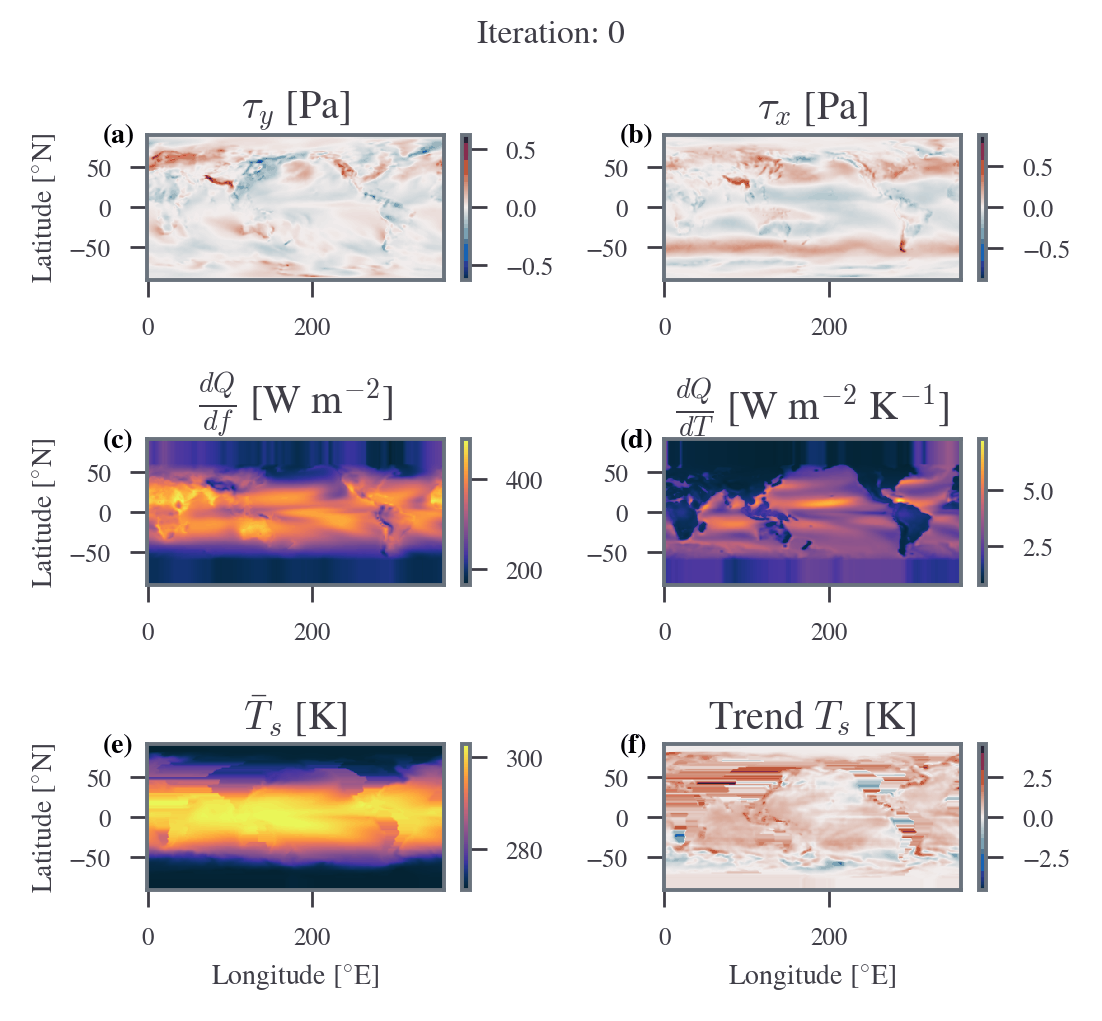 Iteration: 0
τ_y [Pa]
τ_x [Pa]
(a)
(b)
Latitude [°N]
50
0
−50
0
200
0.5
0.0
−0.5
50
0
−50
0
200
0.5
0.0
−0.5
dQ/df [W m⁻²]
dQ/dT [W m⁻² K⁻¹]
(c)
(d)
Latitude [°N]
50
0
−50
0
200
400
200
50
0
−50
0
200
5.0
2.5
T̄_s [K]
Trend T_s [K]
(e)
(f)
Latitude [°N]
50
0
−50
0
200
300
280
50
0
−50
0
200
2.5
0.0
−2.5
Longitude [°E]
Longitude [°E]